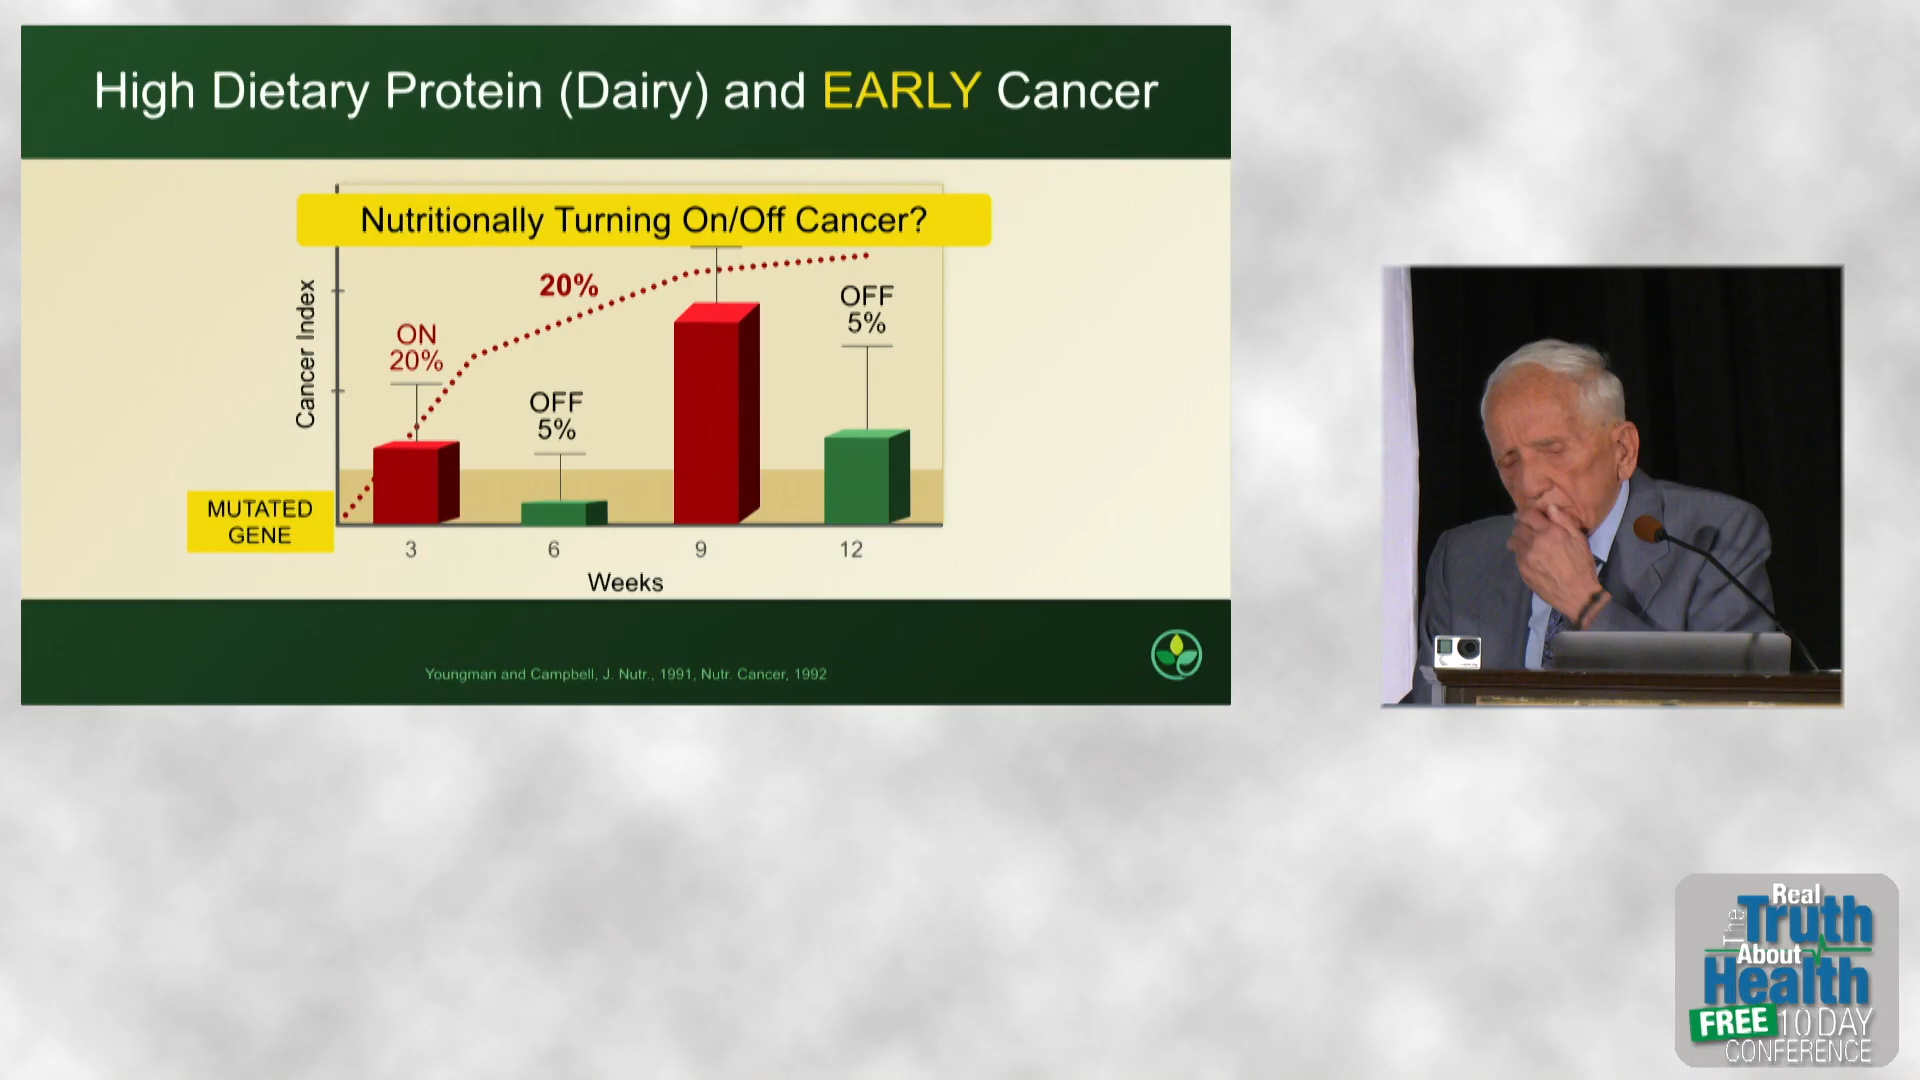 High Dietary Protein (Dairy) and EARLY Cancer
Nutritionally Turning On/Off Cancer?
Cancer Index
20%
ON
20%
OFF
5%
OFF
5%
MUTATED
GENE
3
6
9
12
Weeks
Youngman and Campbell, J. Nutr., 1991, Nutr. Cancer, 1992
The Real
Truth
About
Health
FREE 10 DAY
CONFERENCE